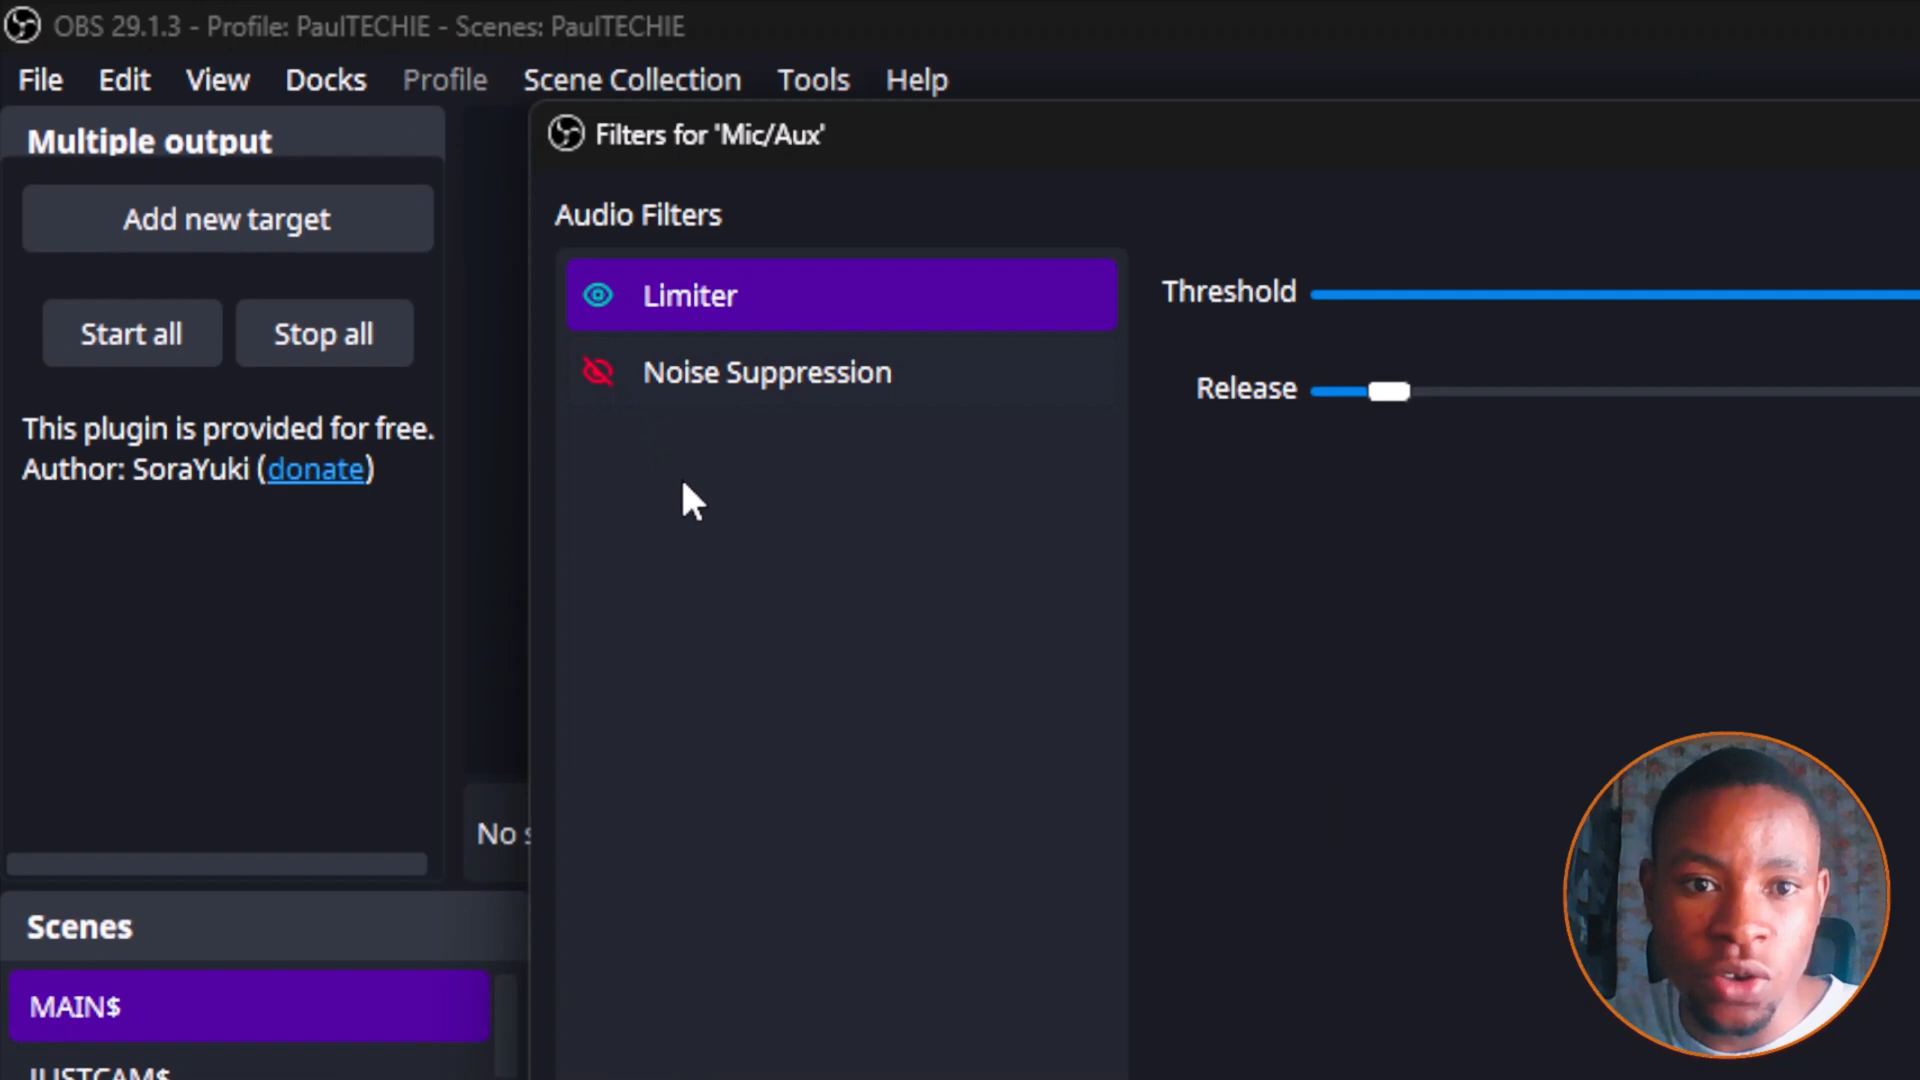 OBS 29.1.3 - Profile: PaulTECHIE - Scenes: PaulTECHIE
File Edit View Docks Profile Scene Collection Tools Help
Multiple output
Add new target
Start all Stop all
This plugin is provided for free.
Author: SoraYuki (donate)
Filters for 'Mic/Aux'
Audio Filters
Limiter
Noise Suppression
Threshold
Release
No
Scenes
MAIN$
JUSTCAM$